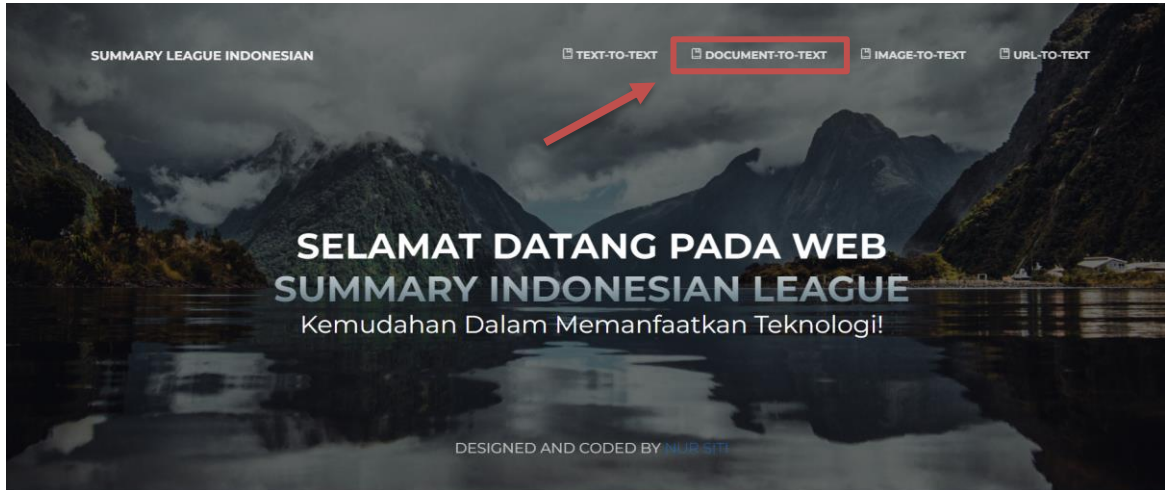 SUMMARY LEAGUE INDONESIAN
TEXT-TO-TEXT DOCUMENT-TO-TEXT IMAGE-TO-TEXT URL-TO-TEXT
SELAMAT DATANG PADA WEB
SUMMARY INDONESIAN LEAGUE
Kemudahan Dalam Memanfaatkan Teknologi!
DESIGNED AND CODED BY NUR SITI